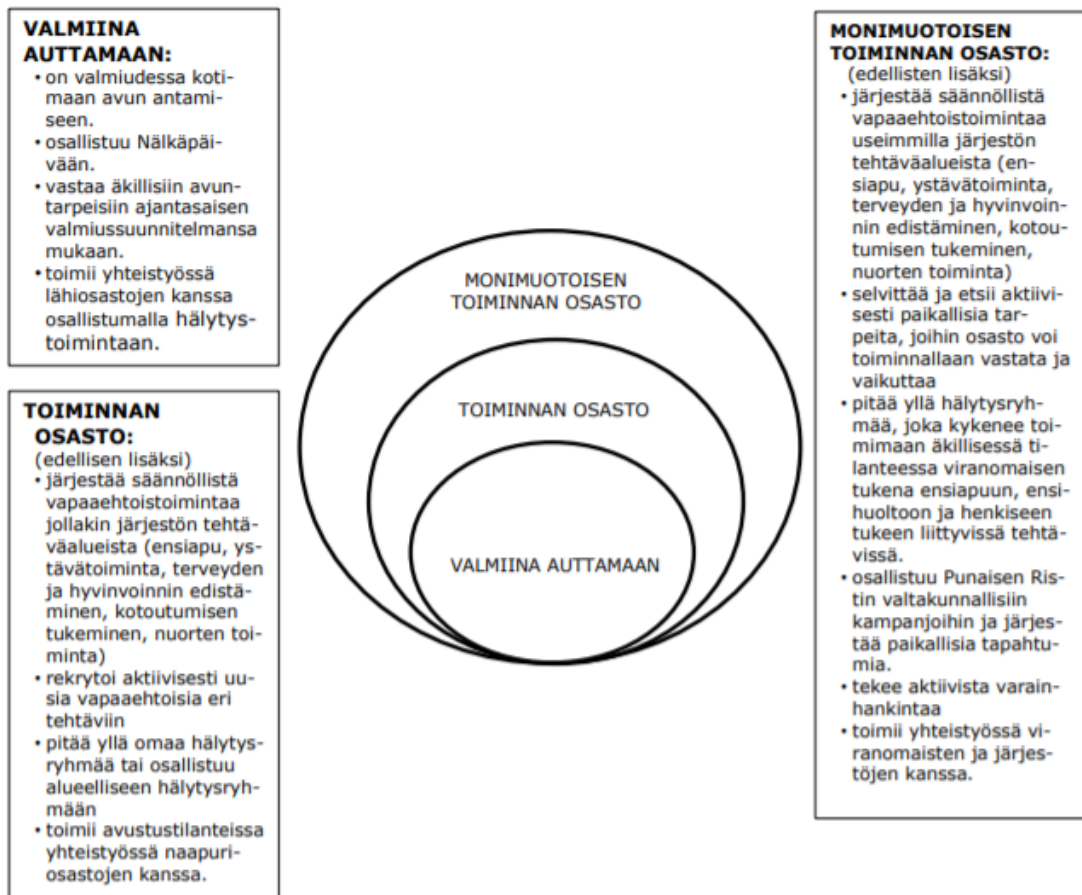 VALMIINA
AUTTAMAAN:
• on valmiudessa koti-
maan avun antami-
seen.
• osallistuu Nälkäpäi-
vään.
• vastaa äkillisiin avun-
tarpeisiin ajantasaisen
valmiussuunnitelmansa
mukaan.
• toimii yhteistyössä
lähiosastojen kanssa
osallistumalla hälytys-
toimintaan.
TOIMINNAN
OSASTO:
(edellisen lisäksi)
• järjestää säännöllistä
vapaaehtoistoimintaa
jollakin järjestön tehtä-
väalueista (ensiapu, ys-
tävätoiminta, terveyden
ja hyvinvoinnin edistä-
minen, kotoutumisen
tukeminen, nuorten toi-
minta)
• rekrytoi aktiivisesti uu-
sia vapaaehtoisia eri
tehtäviin
• pitää yllä omaa hälytys-
ryhmää tai osallistuu
alueelliseen hälytysryh-
mään
• toimii avustustilanteissa
yhteistyössä naapuri-
osastojen kanssa.
MONIMUOTOISEN
TOIMINNAN OSASTO
TOIMINNAN OSASTO
VALMIINA AUTTAMAAN
MONIMUOTOISEN
TOIMINNAN OSASTO:
(edellisten lisäksi)
• järjestää säännöllistä
vapaaehtoistoimintaa
useimmilla järjestön
tehtäväalueista (en-
siapu, ystävätoiminta,
terveyden ja hyvinvoin-
nin edistäminen, kotou-
tumisen tukeminen,
nuorten toiminta)
• selvittää ja etsii aktiivi-
sesti paikallisia tar-
peita, joihin osasto voi
toiminnallaan vastata ja
vaikuttaa
• pitää yllä hälytysryh-
mää, joka kykenee toi-
mimaan äkillisessä ti-
lanteessa viranomaisen
tukena ensiapuun, ensi-
huoltoon ja henkiseen
tukeen liittyvissä tehtä-
vissä.
• osallistuu Punaisen Ris-
tin valtakunnallisiin
kampanjoihin ja järjes-
tää paikallisia tapahtu-
mia.
• tekee aktiivista varain-
hankintaa
• toimii yhteistyössä vi-
ranomaisten ja järjes-
töjen kanssa.